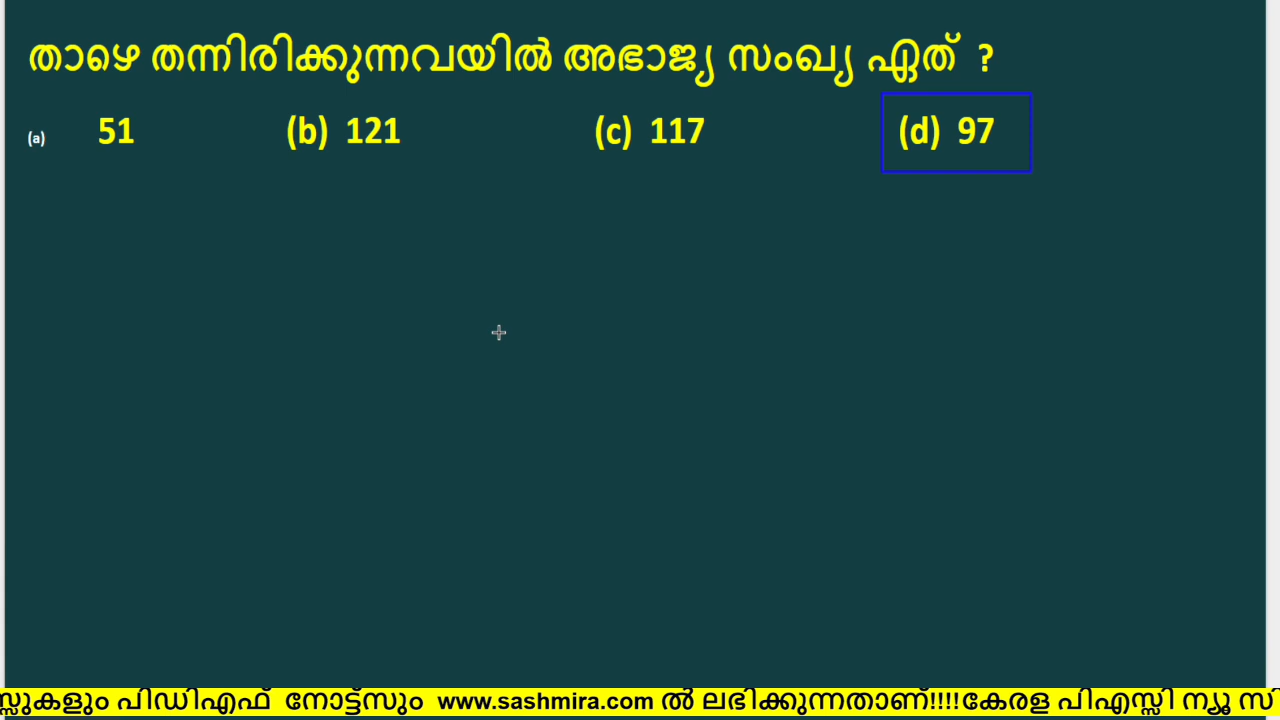 താഴെ തന്നിരിക്കുന്നവയിൽ അഭാജ്യ സംഖ്യ ഏത് ?
(a) 51 (b) 121 (c) 117 (d) 97
സ്സുകളും പിഡിഎഫ് നോട്ട്സും www.sashmira.com ൽ ലഭിക്കുന്നതാണ്!!!!കേരള പിഎസ്സി ന്യൂ സി